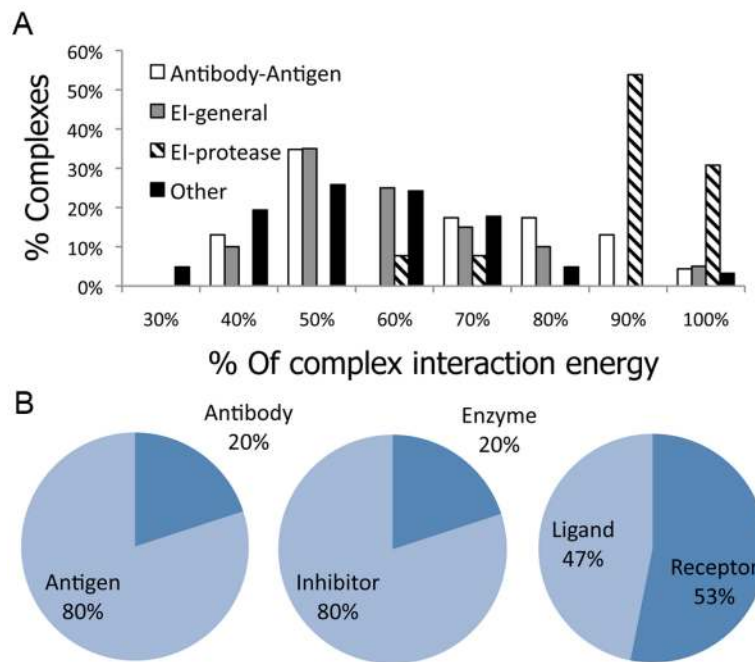 A
60%
50%
40%
30%
20%
10%
0%
% Complexes
Antibody-Antigen
EI-general
EI-protease
Other
30% 40% 50% 60% 70% 80% 90% 100%
% Of complex interaction energy
B
Antibody
20%
Antigen
80%
Enzyme
20%
Inhibitor
80%
Ligand
47%
Receptor
53%